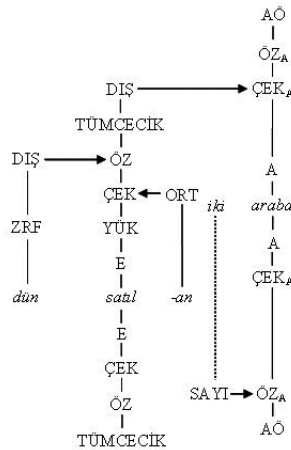 AÖ
ÖZA
DIŞ ÇEKA
TÜMCECİK
DIŞ ÖZ
ÇEK ORT iki A araba
ZRF YÜK A
E ÇEKA
dün satıl -an
E
ÇEK
SAYI ÖZA
ÖZ AÖ
TÜMCECİK